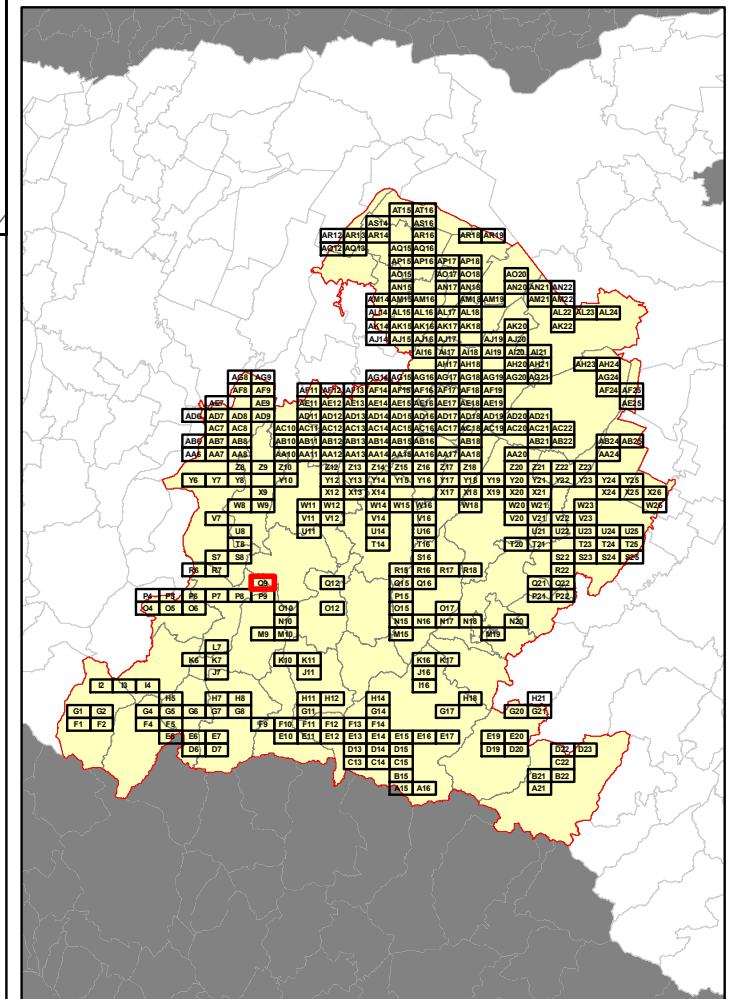 AT15 AT16
AS14 AS16
AR12 AR13 AR14 AR16 AR18 AR19
AQ12 AQ13 AQ15 AQ16
AP15 AP16 AP17 AP18
AO15 AO17 AO18 AO20
AN15 AN17 AN18 AN20 AN21 AN22
AM14 AM15 AM16 AM18 AM19 AM21 AM22
AL14 AL15 AL16 AL17 AL18 AL22 AL23 AL24
AK14 AK15 AK16 AK17 AK18 AK20 AK22
AJ14 AJ15 AJ16 AJ17 AJ19 AJ20
AI16 AI17 AI18 AI19 AI20 AI21
AH17 AH18 AH20 AH21 AH23 AH24
AG8 AG9 AG14 AG15 AG16 AG17 AG18 AG19 AG20 AG21 AG24
AF8 AF9 AF11 AF12 AF13 AF14 AF15 AF16 AF17 AF18 AF19 AF24 AF25
AE7 AE9 AE11 AE12 AE13 AE14 AE15 AE16 AE17 AE18 AE19 AE25
AD6 AD7 AD8 AD9 AD11 AD12 AD13 AD14 AD15 AD16 AD17 AD18 AD19 AD20 AD21
AC7 AC8 AC10 AC11 AC12 AC13 AC14 AC15 AC16 AC17 AC18 AC19 AC20 AC21 AC22
AB6 AB7 AB8 AB10 AB11 AB12 AB13 AB14 AB15 AB16 AB18 AB21 AB22 AB24 AB25
AA6 AA7 AA8 AA10 AA11 AA12 AA13 AA14 AA15 AA16 AA17 AA18 AA20 AA24
Z8 Z9 Z10 Z12 Z13 Z14 Z15 Z16 Z17 Z18 Z20 Z21 Z22 Z23
Y6 Y7 Y8 Y10 Y12 Y13 Y14 Y15 Y16 Y17 Y18 Y19 Y20 Y21 Y22 Y23 Y24 Y25
X9 X12 X13 X14 X17 X18 X19 X20 X21 X24 X25 X26
W8 W9 W11 W12 W14 W15 W16 W18 W20 W21 W23 W26
V7 V11 V12 V14 V16 V20 V21 V22 V23
U8 U11 U14 U16 U21 U22 U23 U24 U25
T8 T14 T16 T20 T21 T23 T24 T25
S7 S8 S16 S22 S23 S24 S25
R6 R7 R15 R16 R17 R18 R22
Q9 Q12 Q15 Q16 Q21 Q22
P4 P5 P6 P7 P8 P9 P15 P21 P22
O4 O5 O6 O10 O12 O15 O17
N10 N15 N16 N17 N18 N20
M9 M10 M15 M19
L7
K6 K7 K10 K11 K16 K17
J7 J11 J16
I2 I3 I4 I16
H5 H7 H8 H11 H12 H14 H18 H21
G1 G2 G4 G5 G6 G7 G8 G11 G14 G17 G20 G21
F1 F2 F4 F5 F9 F10 F11 F12 F13 F14
E5 E6 E7 E10 E11 E12 E13 E14 E15 E16 E17 E19 E20
D6 D7 D13 D14 D15 D19 D20 D22 D23
C13 C14 C15 C22
B15 B21 B22
A15 A16 A21